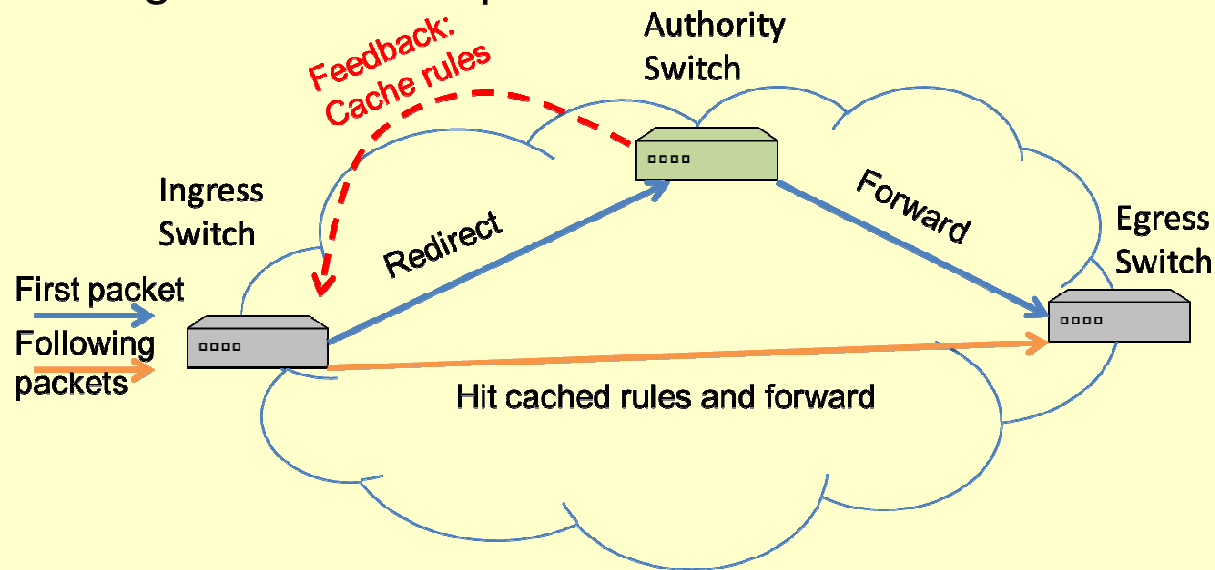 Authority
Switch
Feedback:
Cache rules
Ingress
Switch
Redirect
Forward
Egress
Switch
First packet
Following
packets
Hit cached rules and forward